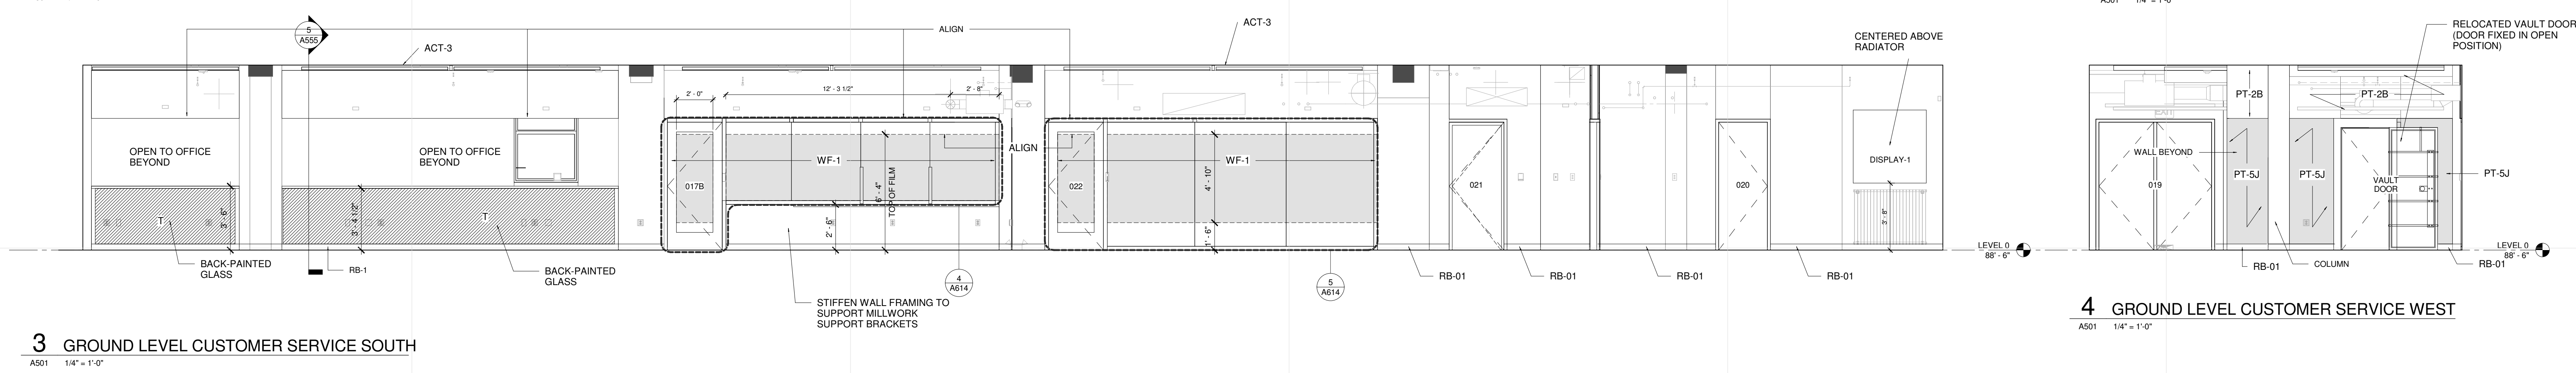 A501 1/4" = 1'-0"
5
A555
ACT-3
ALIGN
ACT-3
CENTERED ABOVE
RADIATOR
RELOCATED VAULT DOOR
(DOOR FIXED IN OPEN
POSITION)
2' - 0"
12' - 3 1/2"
2' - 8"
PT-2B
PT-2B
EXIT
OPEN TO OFFICE
BEYOND
OPEN TO OFFICE
BEYOND
ALIGN
WF-1
WF-1
017B
022
021
020
DISPLAY-1
6' - 4"
TOP OF FILM
4' - 10"
WALL BEYOND
019
PT-5J
PT-5J
VAULT
DOOR
PT-5J
T
3' - 6"
3' - 4 1/2"
T
2' - 6"
1' - 6"
3' - 8"
LEVEL 0
88' - 6"
LEVEL 0
88' - 6"
BACK-PAINTED
GLASS
RB-1
BACK-PAINTED
GLASS
4
A614
5
A614
RB-01
RB-01
RB-01
RB-01
RB-01
COLUMN
RB-01
STIFFEN WALL FRAMING TO
SUPPORT MILLWORK
SUPPORT BRACKETS
3 GROUND LEVEL CUSTOMER SERVICE SOUTH
A501 1/4" = 1'-0"
4 GROUND LEVEL CUSTOMER SERVICE WEST
A501 1/4" = 1'-0"